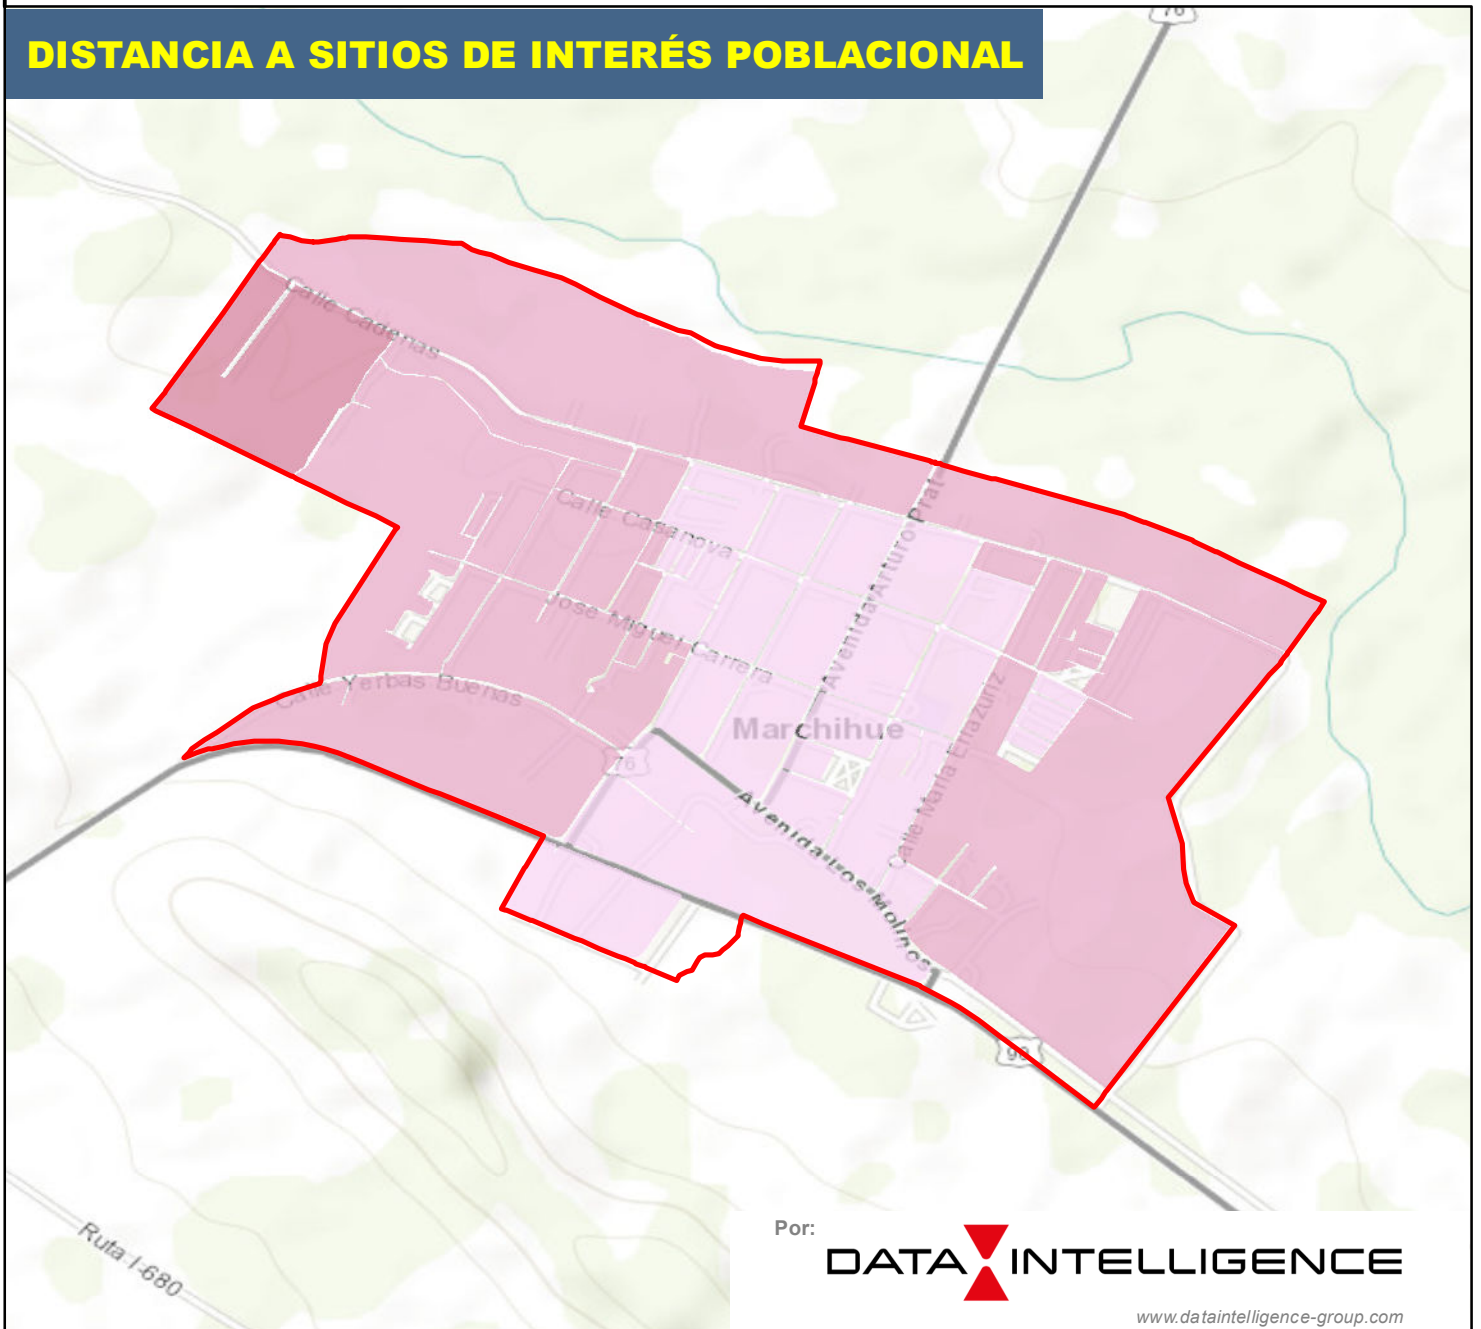 76
DISTANCIA A SITIOS DE INTERÉS POBLACIONAL
Calle Cadenas
Calle Casanova
Avenida Arturo Prat
Jose Miguel Carrera
Calle Yerbas Buenas
Calle María Errázuriz
Marchihue
76
Avenida Los Molinos
90
Ruta I-680
Por:
DATA INTELLIGENCE
www.dataintelligence-group.com